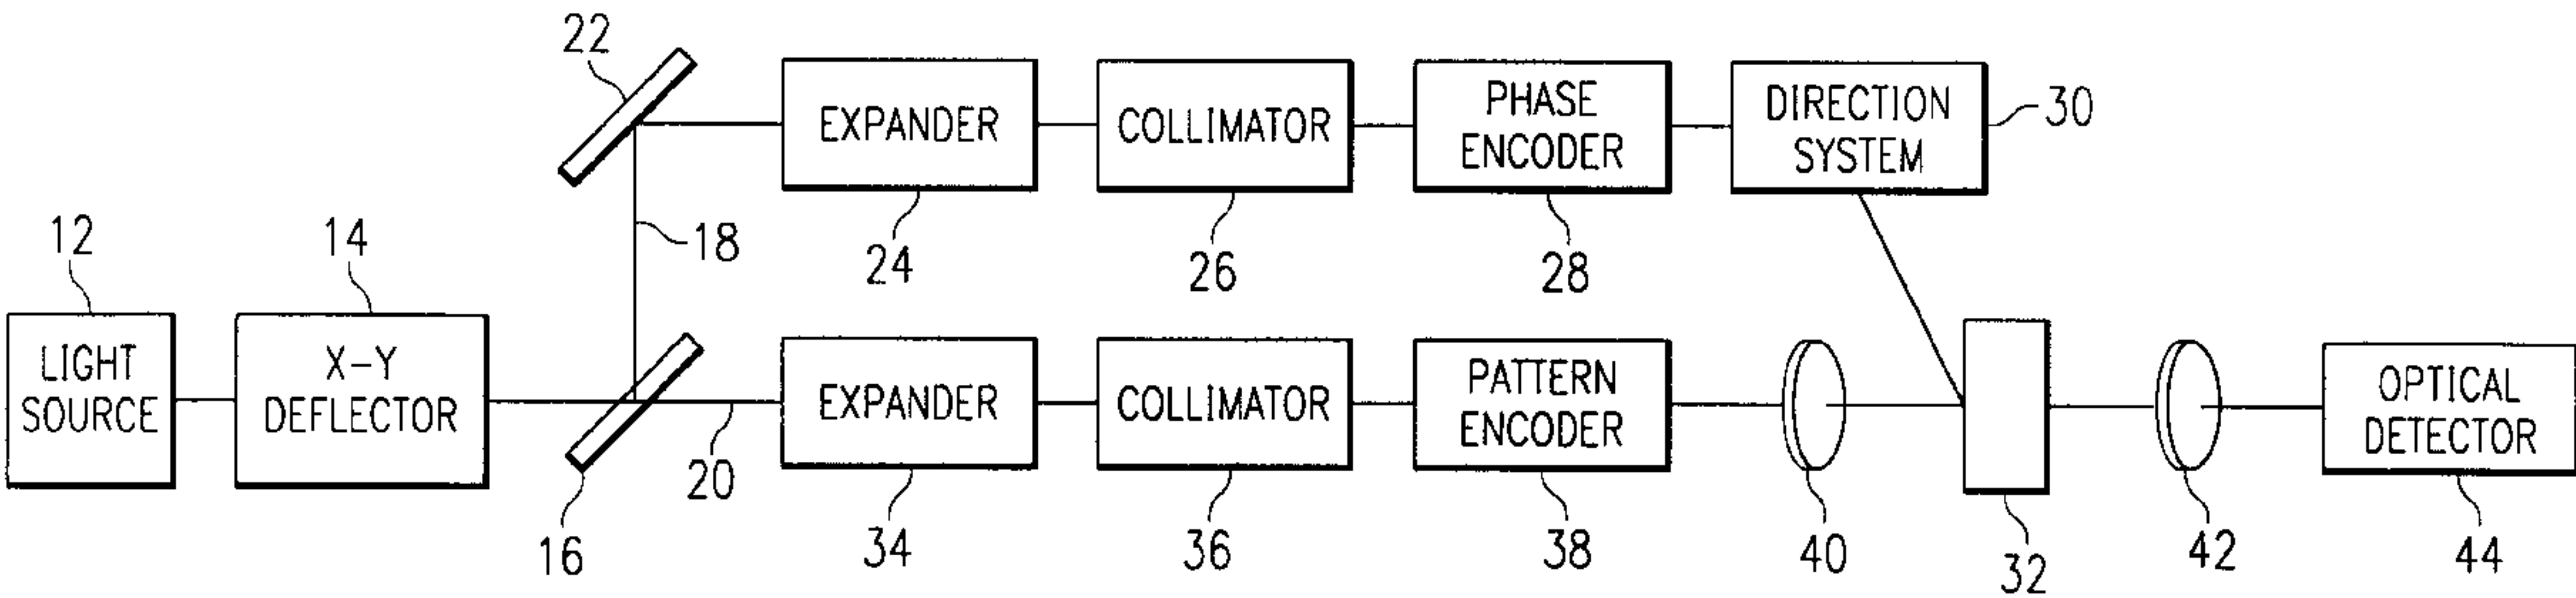 22
EXPANDER
COLLIMATOR
PHASE
ENCODER
DIRECTION
SYSTEM
30
24
26
28
18
12
14
LIGHT
SOURCE
X-Y
DEFLECTOR
EXPANDER
COLLIMATOR
PATTERN
ENCODER
OPTICAL
DETECTOR
20
16
34
36
38
40
32
42
44